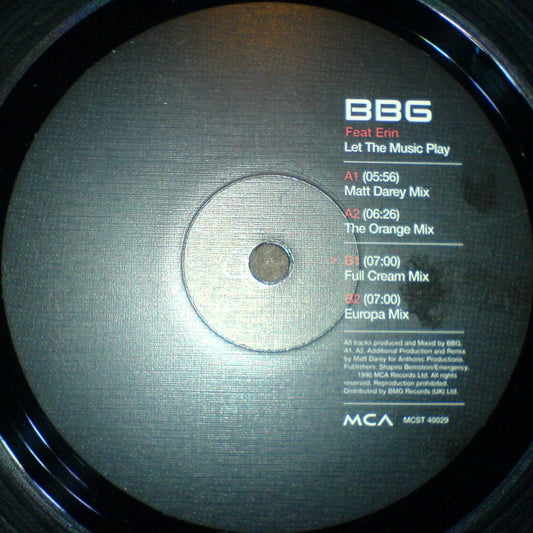 BBG
Feat Erin
Let The Music Play
A1 (05:56)
Matt Darey Mix
A2 (06:26)
The Orange Mix
B1 (07:00)
Full Cream Mix
B2 (07:00)
Europa Mix
All tracks produced and Mixed by BBG.
A1, A2. Additional Production and Remix
by Matt Darey for Anthonic Productions.
Publishers, Shapiro Bernstein/Emergency.
1996 MCA Records Ltd. All rights
reserved. Reproduction prohibited.
Distributed by BMG Records (UK) Ltd.
MCA MCST 40029